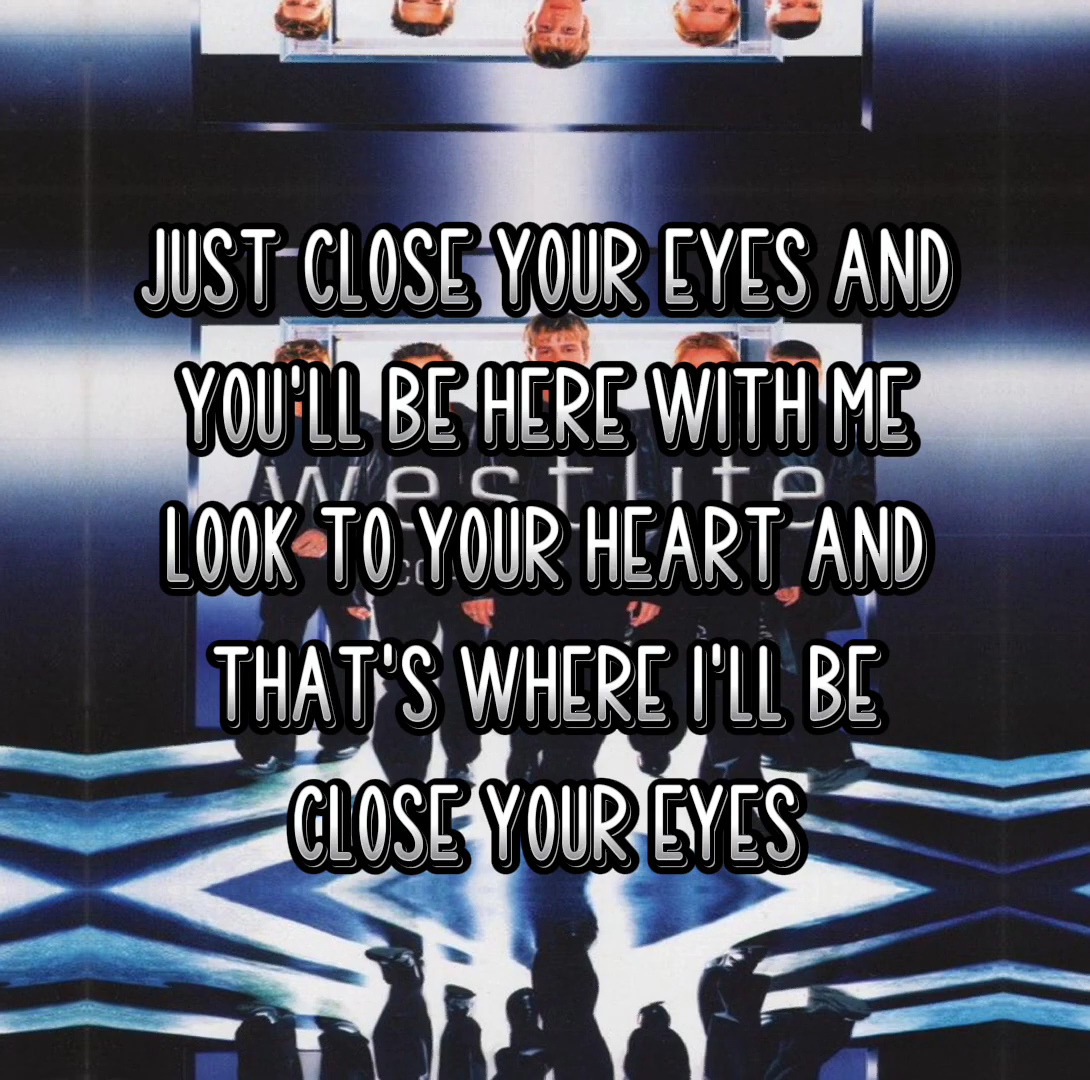 JUST CLOSE YOUR EYES AND
YOU'LL BE HERE WITH ME
westlife
LOOK TO YOUR HEART AND
THAT'S WHERE I'LL BE
CLOSE YOUR EYES